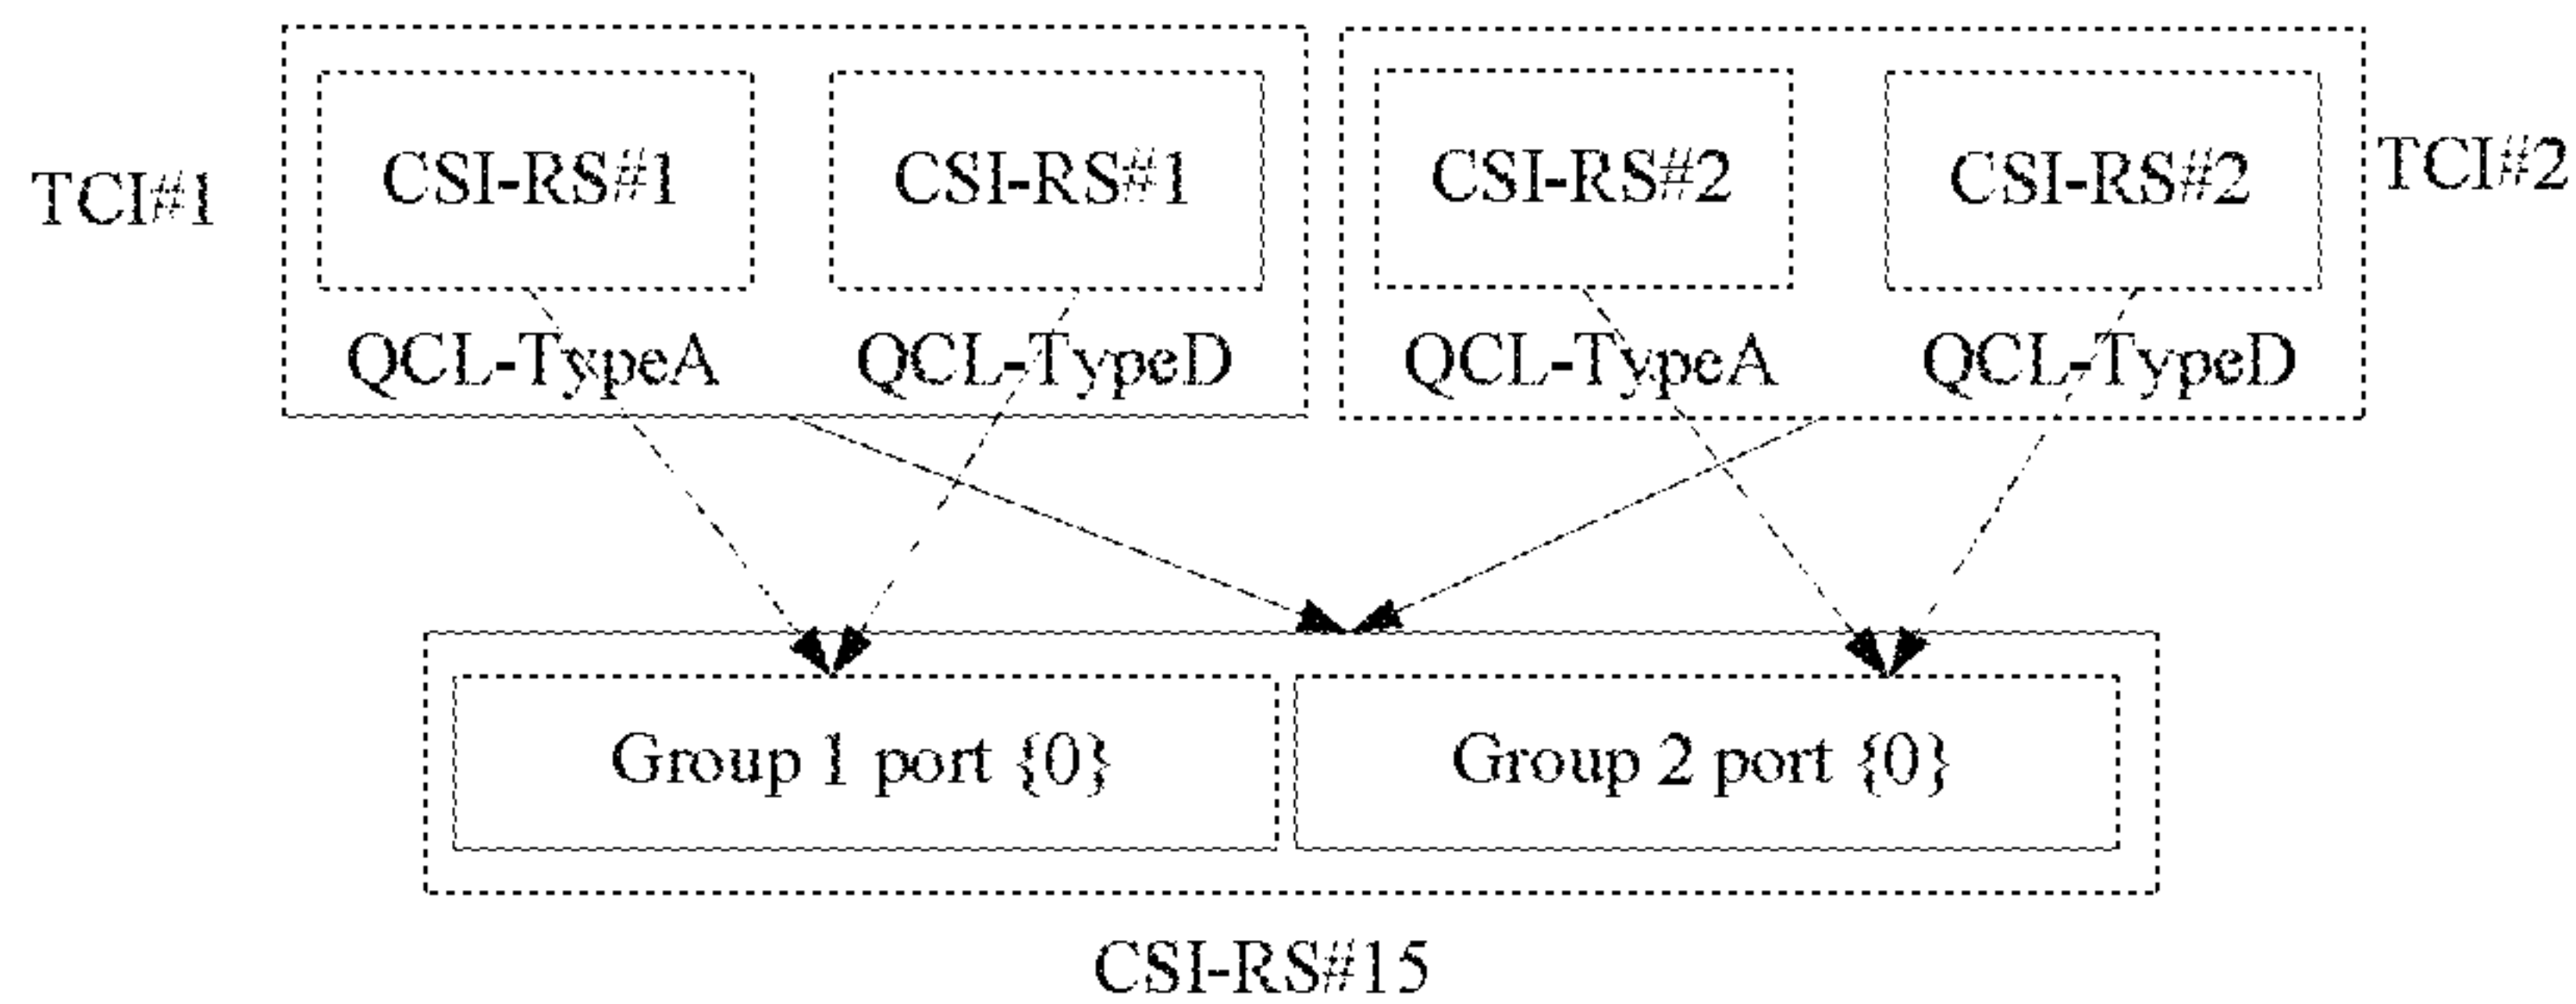 TCI#1
CSI-RS#1
CSI-RS#1
CSI-RS#2
CSI-RS#2
TCI#2
QCL-TypeA
QCL-TypeD
QCL-TypeA
QCL-TypeD
Group 1 port {0}
Group 2 port {0}
CSI-RS#15